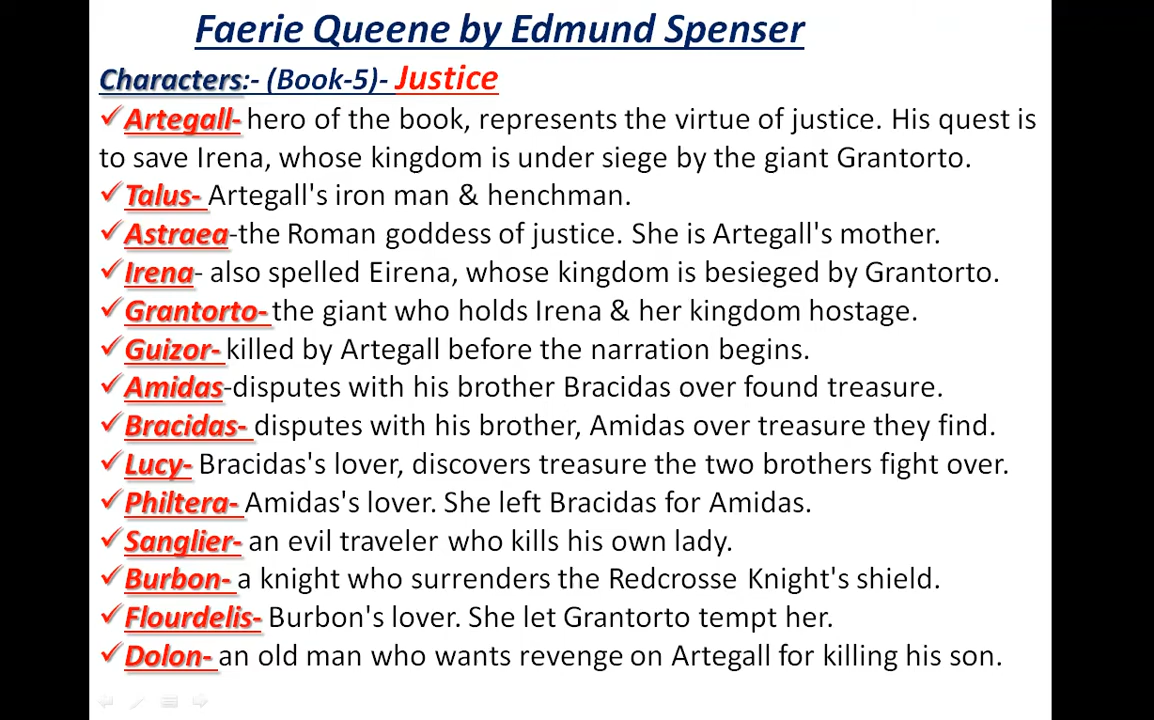 Faerie Queene by Edmund Spenser
Characters:- (Book-5)- Justice
✓Artegall- hero of the book, represents the virtue of justice. His quest is
to save Irena, whose kingdom is under siege by the giant Grantorto.
✓Talus- Artegall's iron man & henchman.
✓Astraea-the Roman goddess of justice. She is Artegall's mother.
✓Irena- also spelled Eirena, whose kingdom is besieged by Grantorto.
✓Grantorto- the giant who holds Irena & her kingdom hostage.
✓Guizor- killed by Artegall before the narration begins.
✓Amidas-disputes with his brother Bracidas over found treasure.
✓Bracidas- disputes with his brother, Amidas over treasure they find.
✓Lucy- Bracidas's lover, discovers treasure the two brothers fight over.
✓Philtera- Amidas's lover. She left Bracidas for Amidas.
✓Sanglier- an evil traveler who kills his own lady.
✓Burbon- a knight who surrenders the Redcrosse Knight's shield.
✓Flourdelis- Burbon's lover. She let Grantorto tempt her.
✓Dolon- an old man who wants revenge on Artegall for killing his son.